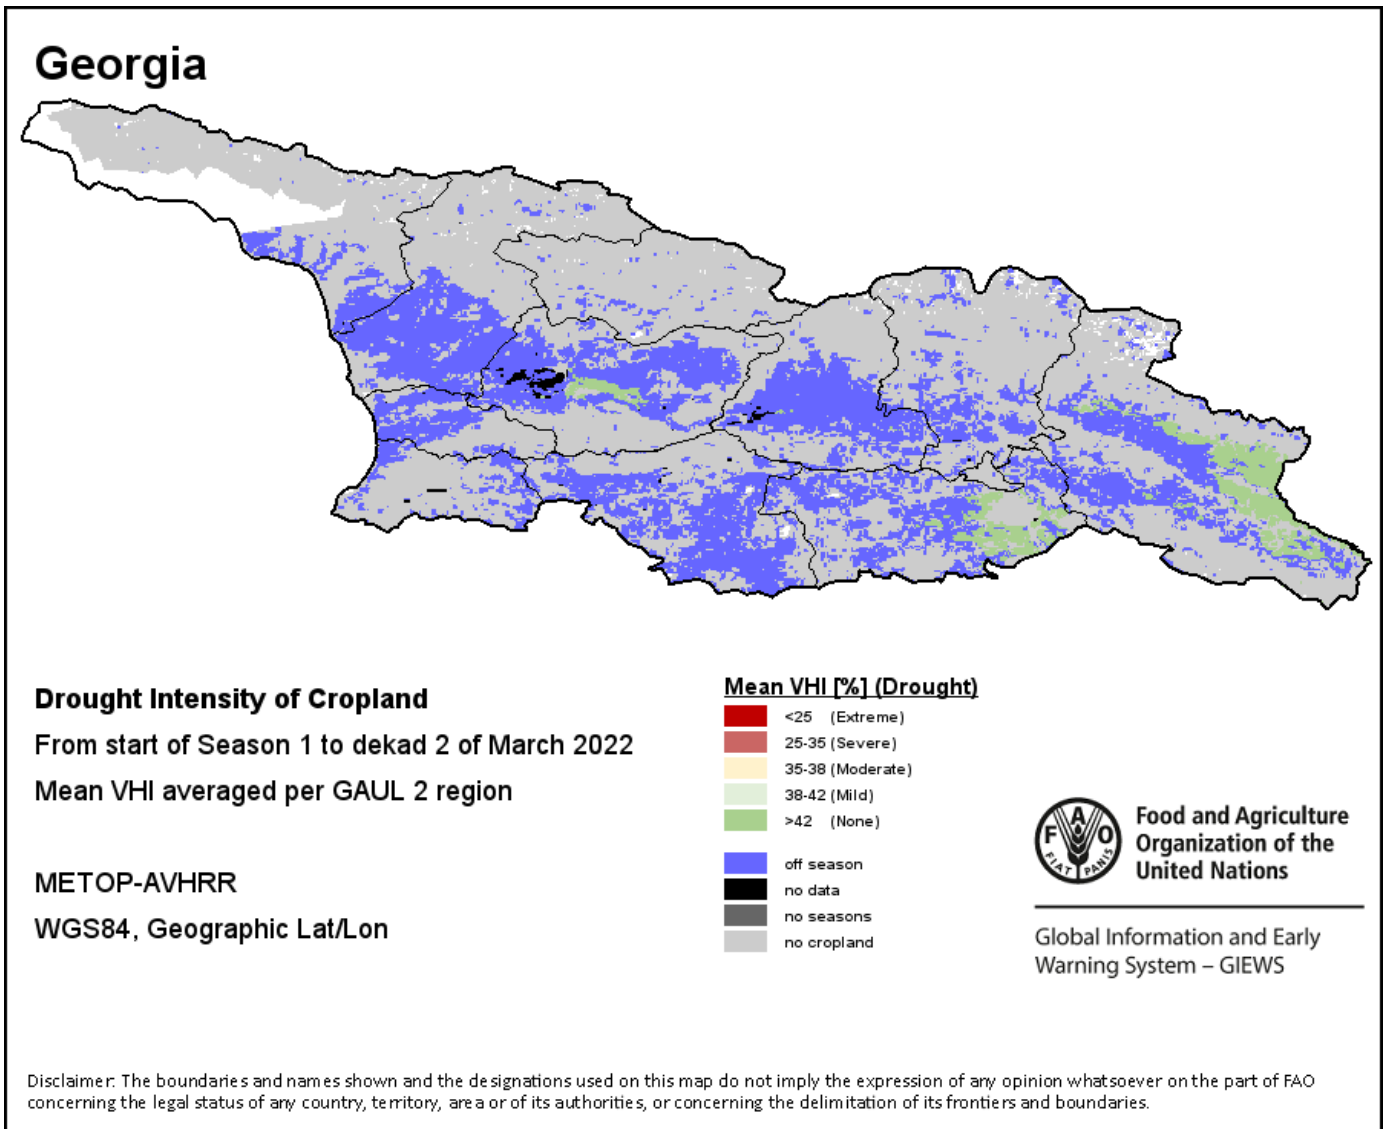 Georgia
Drought Intensity of Cropland
From start of Season 1 to dekad 2 of March 2022
Mean VHI averaged per GAUL 2 region
METOP-AVHRR
WGS84, Geographic Lat/Lon
Mean VHI [%] (Drought)
<25 (Extreme)
25-35 (Severe)
35-38 (Moderate)
38-42 (Mild)
>42 (None)
off season
no data
no seasons
no cropland
F A O
FIAT PANIS
Food and Agriculture
Organization of the
United Nations
Global Information and Early
Warning System – GIEWS
Disclaimer: The boundaries and names shown and the designations used on this map do not imply the expression of any opinion whatsoever on the part of FAO
concerning the legal status of any country, territory, area or of its authorities, or concerning the delimitation of its frontiers and boundaries.